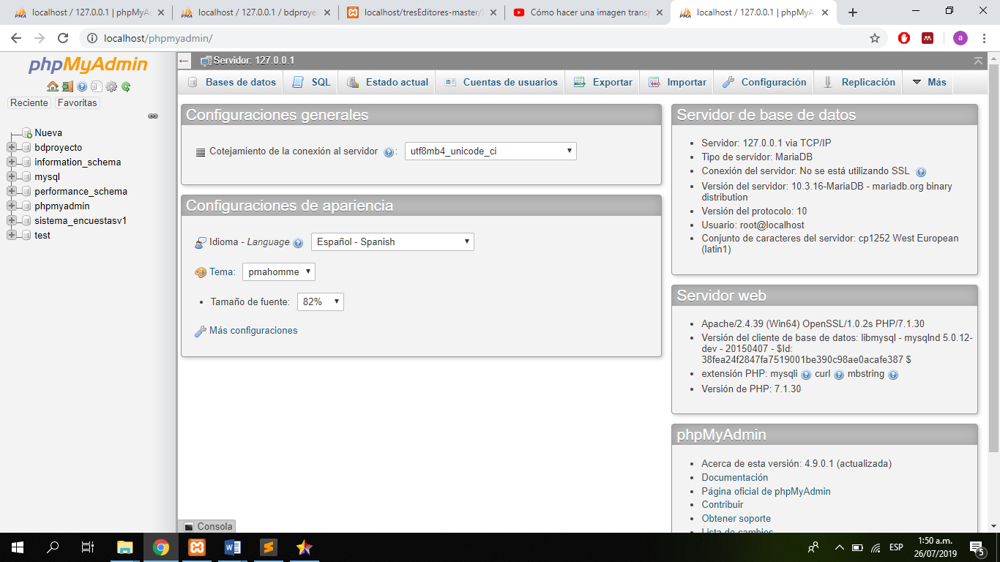 localhost / 127.0.0.1 | phpMyA
localhost / 127.0.0.1 / bdproye
localhost/tresEditores-master/
Cómo hacer una imagen transp
localhost / 127.0.0.1 | phpMyA
localhost/phpmyadmin/
a
phpMyAdmin
Reciente
Favoritas
Nueva
bdproyecto
information_schema
mysql
performance_schema
phpmyadmin
sistema_encuestasv1
test
Servidor: 127.0.0.1
Bases de datos
SQL
Estado actual
Cuentas de usuarios
Exportar
Importar
Configuración
Replicación
Más
Configuraciones generales
Cotejamiento de la conexión al servidor :
utf8mb4_unicode_ci
Configuraciones de apariencia
Idioma - Language
Español - Spanish
Tema:
pmahomme
Tamaño de fuente:
82%
Más configuraciones
Servidor de base de datos
Servidor: 127.0.0.1 via TCP/IP
Tipo de servidor: MariaDB
Conexión del servidor: No se está utilizando SSL
Versión del servidor: 10.3.16-MariaDB - mariadb.org binary
distribution
Versión del protocolo: 10
Usuario: root@localhost
Conjunto de caracteres del servidor: cp1252 West European
(latin1)
Servidor web
Apache/2.4.39 (Win64) OpenSSL/1.0.2s PHP/7.1.30
Versión del cliente de base de datos: libmysql - mysqlnd 5.0.12-
dev - 20150407 - $Id:
38fea24f2847fa7519001be390c98ae0acafe387 $
extensión PHP: mysqli curl mbstring
Versión de PHP: 7.1.30
phpMyAdmin
Acerca de esta versión: 4.9.0.1 (actualizada)
Documentación
Página oficial de phpMyAdmin
Contribuir
Obtener soporte
Lista de cambios
Consola
ESP
1:50 a.m.
26/07/2019
5